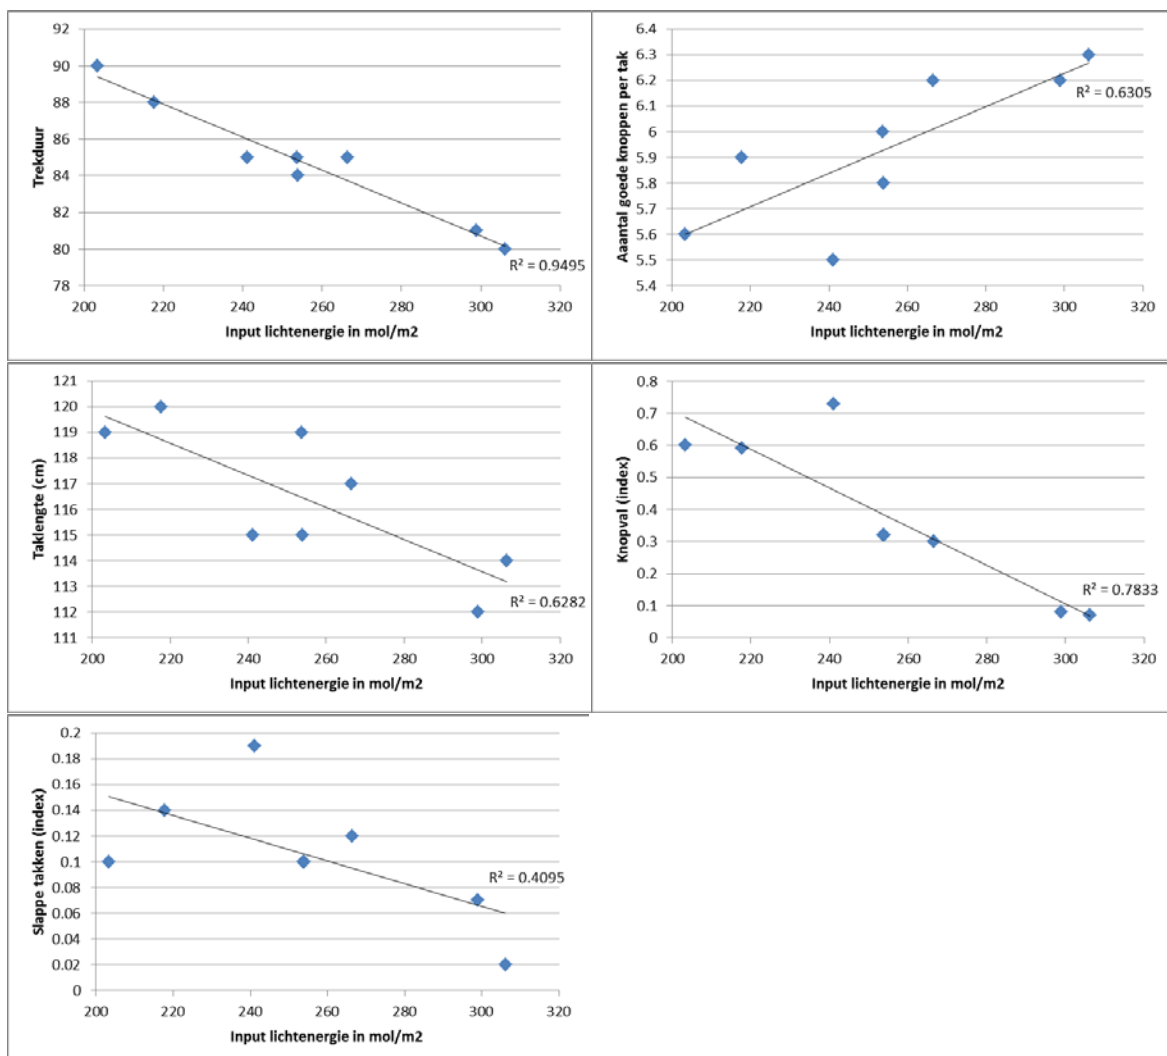 92
90
88
86
84
82
80
78
Trekduur
R² = 0.9495
200 220 240 260 280 300 320
Input lichtenergie in mol/m2
6.4
6.3
6.2
6.1
6
5.9
5.8
5.7
5.6
5.5
5.4
Aaantal goede knoppen per tak
R² = 0.6305
200 220 240 260 280 300 320
Input lichtenergie in mol/m2
121
120
119
118
117
116
115
114
113
112
111
Taklengte (cm)
R² = 0.6282
200 220 240 260 280 300 320
Input lichtenergie in mol/m2
0.8
0.7
0.6
0.5
0.4
0.3
0.2
0.1
0
Knopval (index)
R² = 0.7833
200 220 240 260 280 300 320
Input lichtenergie in mol/m2
0.2
0.18
0.16
0.14
0.12
0.1
0.08
0.06
0.04
0.02
0
Slappe takken (index)
R² = 0.4095
200 220 240 260 280 300 320
Input lichtenergie in mol/m2